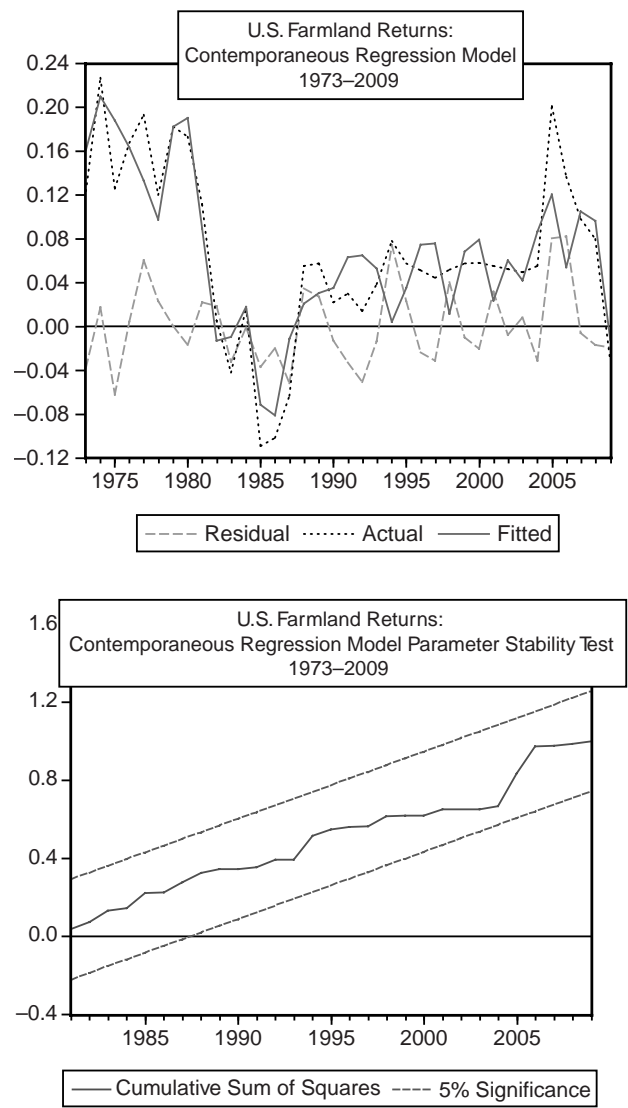 U.S. Farmland Returns:
Contemporaneous Regression Model
1973–2009
0.24
0.20
0.16
0.12
0.08
0.04
0.00
–0.04
–0.08
–0.12
1975 1980 1985 1990 1995 2000 2005
Residual Actual Fitted
U.S. Farmland Returns:
Contemporaneous Regression Model Parameter Stability Test
1973–2009
1.6
1.2
0.8
0.4
0.0
–0.4
1985 1990 1995 2000 2005
Cumulative Sum of Squares 5% Significance